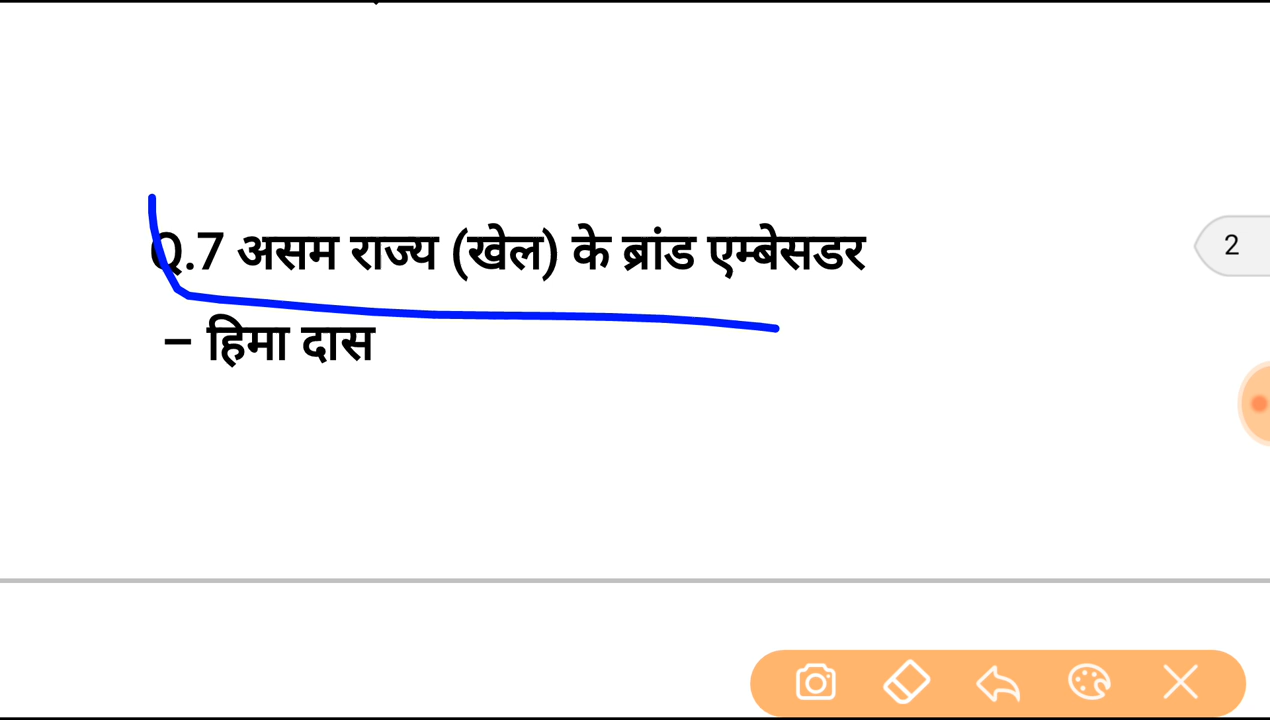 Q.7 असम राज्य (खेल) के ब्रांड एम्बेसडर
2
– हिमा दास